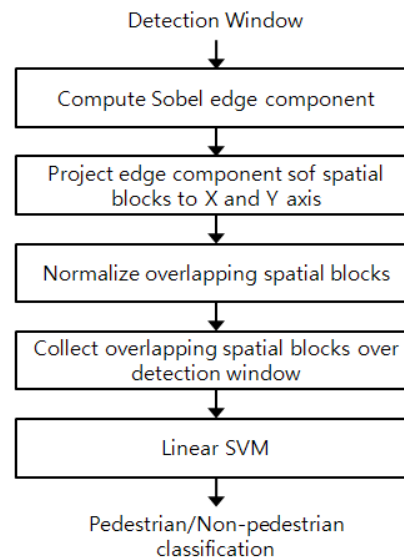 Detection Window
Compute Sobel edge component
Project edge component sof spatial
blocks to X and Y axis
Normalize overlapping spatial blocks
Collect overlapping spatial blocks over
detection window
Linear SVM
Pedestrian/Non-pedestrian
classification